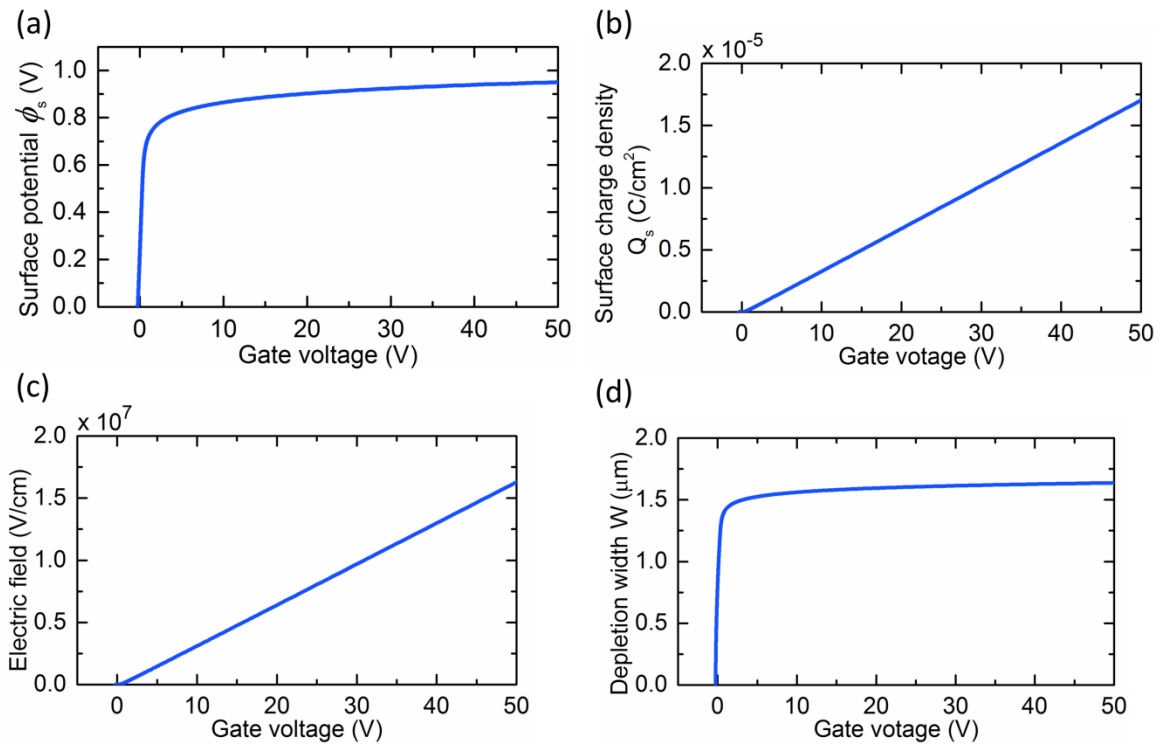 (a)
Surface potential ϕs (V)
1.0
0.8
0.6
0.4
0.2
0.0
0 10 20 30 40 50
Gate voltage (V)
(b)
x 10-5
Surface charge density
Qs (C/cm2)
2.0
1.5
1.0
0.5
0.0
0 10 20 30 40 50
Gate votage (V)
(c)
x 107
Electric field (V/cm)
2.0
1.5
1.0
0.5
0.0
0 10 20 30 40 50
Gate voltage (V)
(d)
Depletion width W (μm)
2.0
1.5
1.0
0.5
0.0
0 10 20 30 40 50
Gate voltage (V)